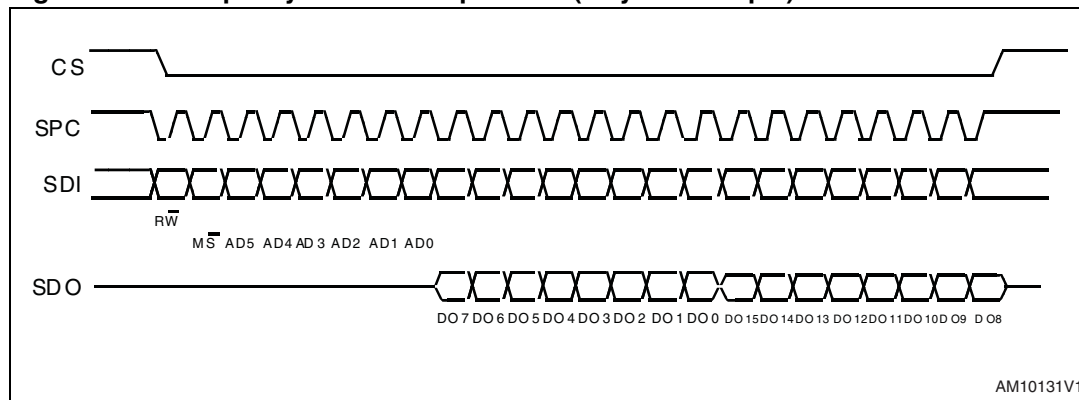 CS
SPC
SDI
RW
MS AD5 AD4 AD3 AD2 AD1 AD0
SDO
DO7 DO6 DO5 DO4 DO3 DO2 DO1 DO0 DO15 DO14 DO13 DO12 DO11 DO10 DO9 DO8
AM10131V1